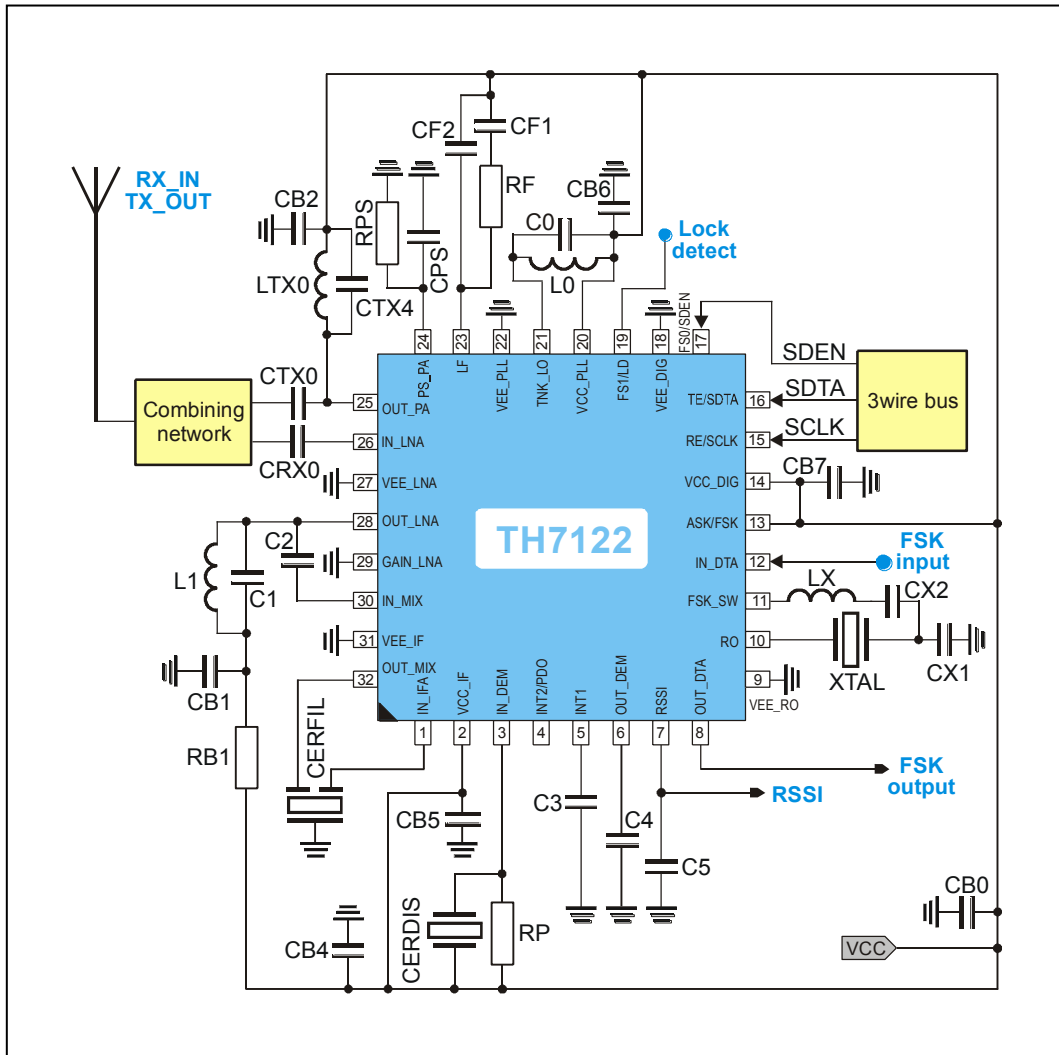 CF2
CF1
RX_IN
TX_OUT
CB2
RPS
CPS
RF
CB6
C0
L0
Lock
detect
LTX0
CTX4
24
23
22
21
20
19
18
17
FS0/SDEN
PS_PA
LF
VEE_PLL
TNK_LO
VCC_PLL
FS1/LD
VEE_DIG
SDEN
SDTA
SCLK
3wire bus
CTX0
Combining
network
CRX0
25
OUT_PA
26
IN_LNA
27
VEE_LNA
28
OUT_LNA
29
GAIN_LNA
30
IN_MIX
31
VEE_IF
32
OUT_MIX
TE/SDTA
16
RE/SCLK
15
VCC_DIG
14
ASK/FSK
13
IN_DTA
12
FSK_SW
11
RO
10
9
VEE_RO
TH7122
CB7
FSK
input
LX
CX2
CX1
XTAL
C2
L1
C1
CB1
RB1
IN_IFA
VCC_IF
IN_DEM
INT2/PDO
INT1
OUT_DEM
RSSI
OUT_DTA
1
2
3
4
5
6
7
8
CERFIL
CB5
C3
C4
C5
RSSI
FSK
output
CB4
CERDIS
RP
CB0
VCC